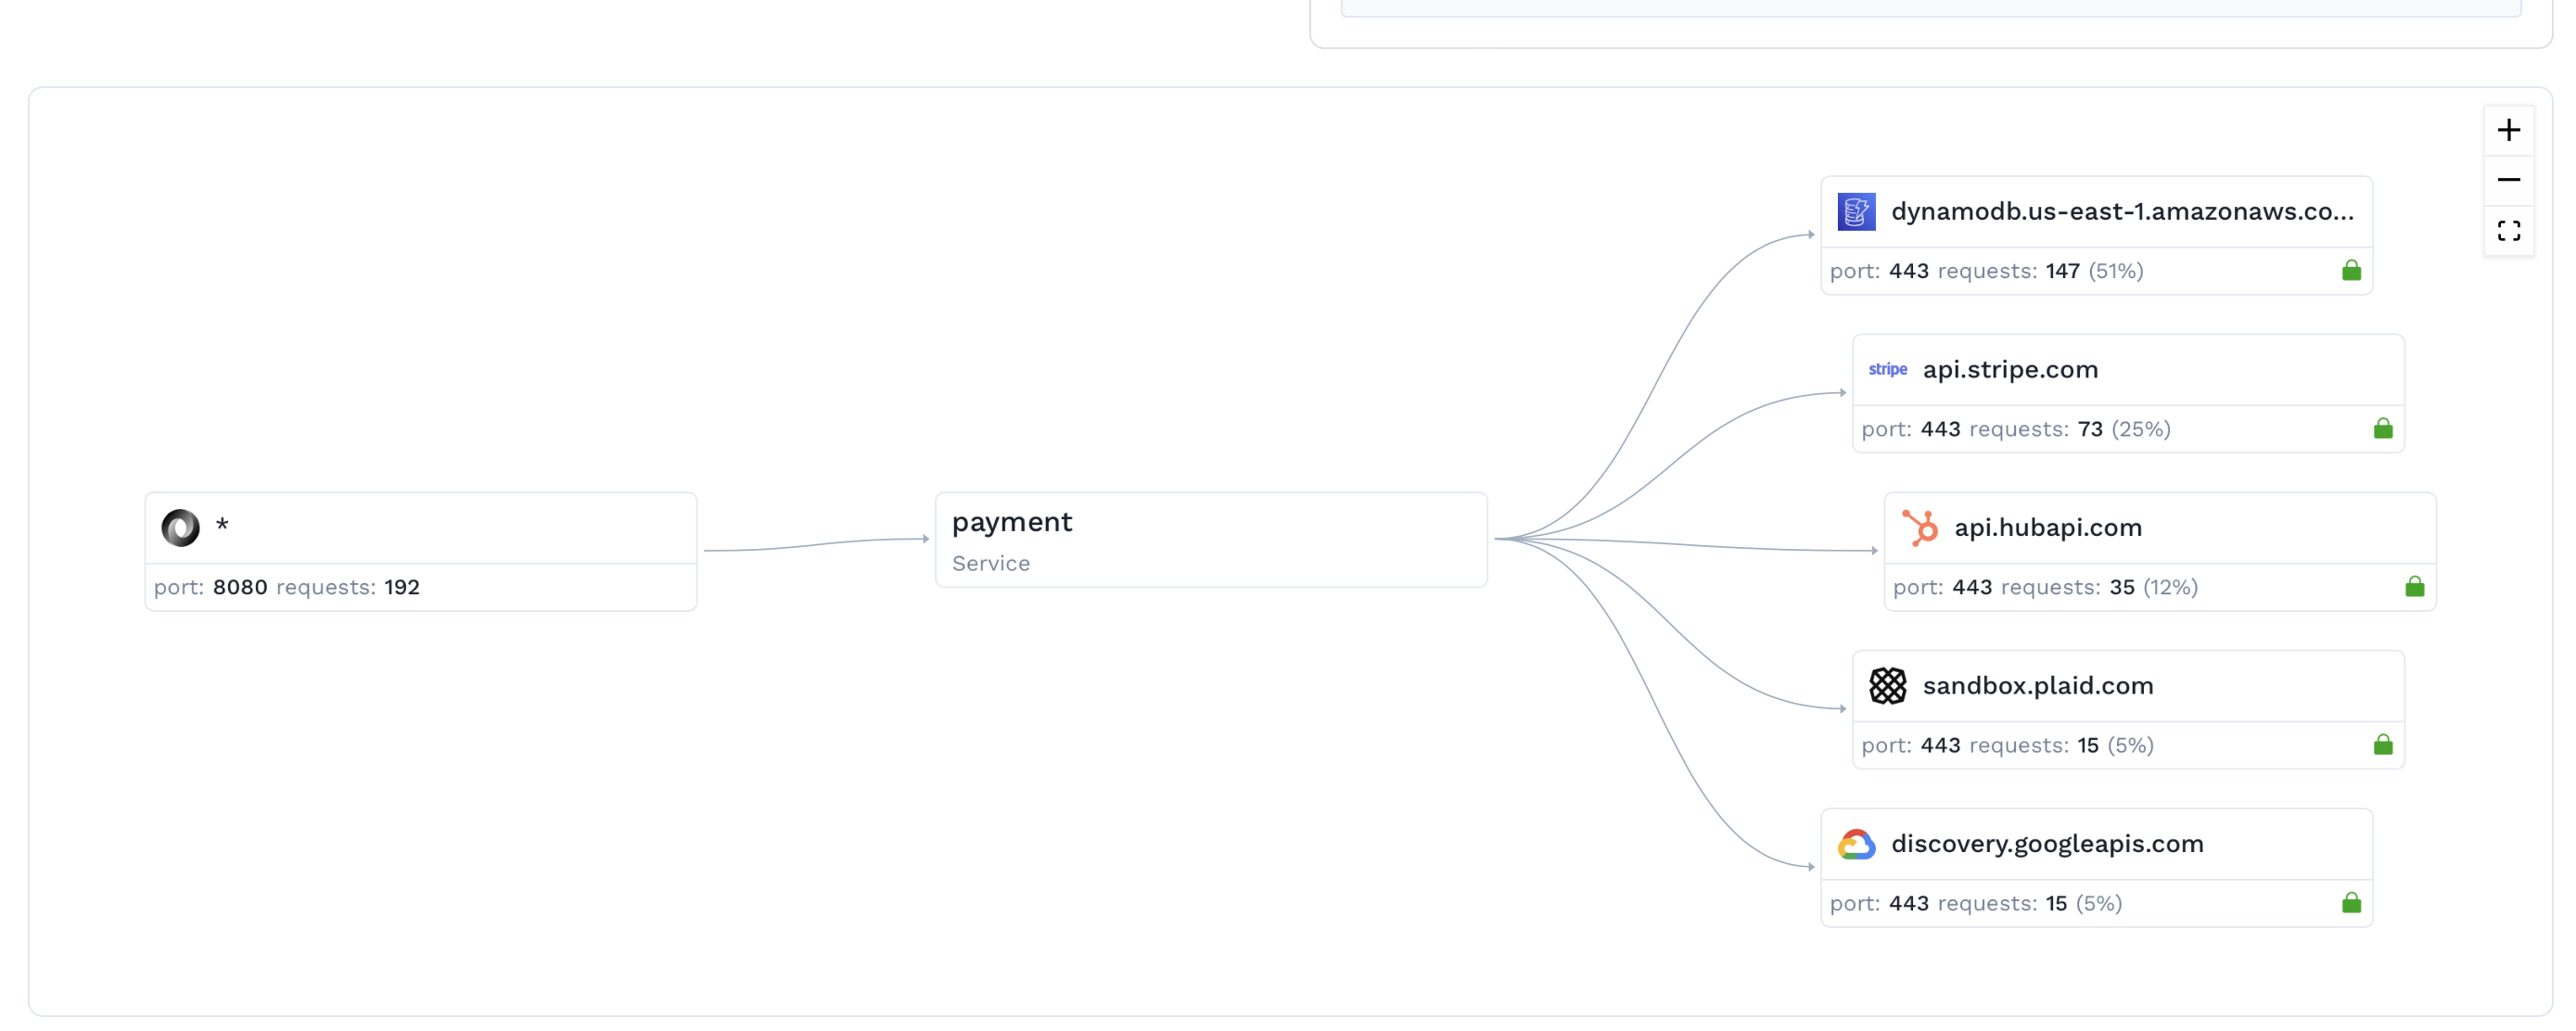 *
port: 8080 requests: 192
payment
Service
dynamodb.us-east-1.amazonaws.co...
port: 443 requests: 147 (51%)
stripe api.stripe.com
port: 443 requests: 73 (25%)
api.hubapi.com
port: 443 requests: 35 (12%)
sandbox.plaid.com
port: 443 requests: 15 (5%)
discovery.googleapis.com
port: 443 requests: 15 (5%)